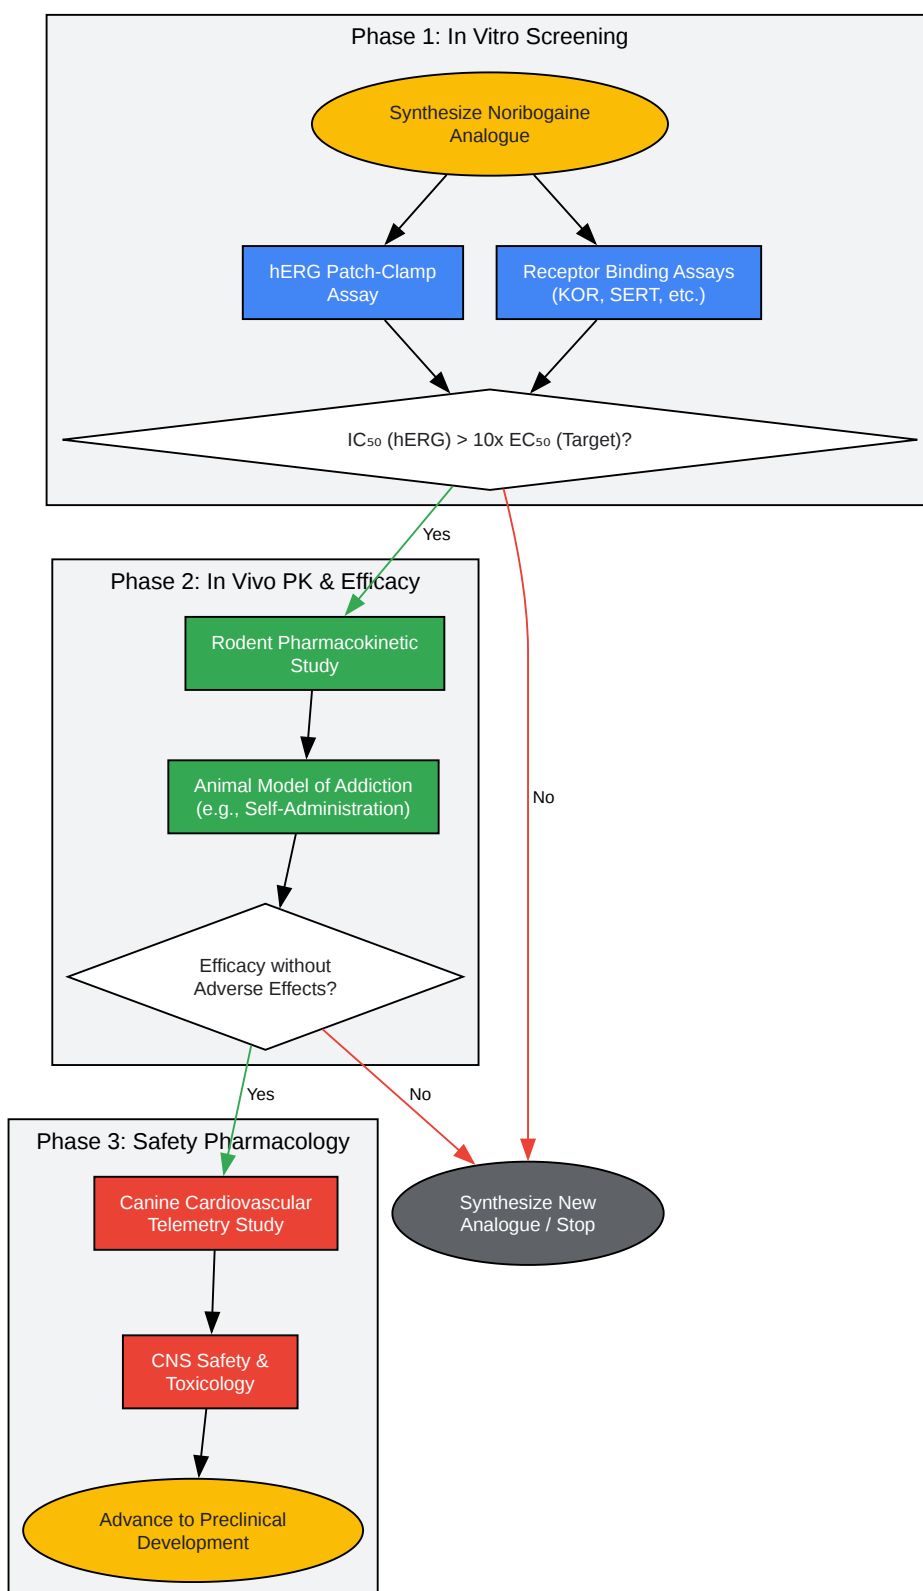 Phase 1: In Vitro Screening
Synthesize Noribogaine
Analogue
hERG Patch-Clamp
Assay
Receptor Binding Assays
(KOR, SERT, etc.)
IC₅₀ (hERG) > 10x EC₅₀ (Target)?
Yes
No
Phase 2: In Vivo PK & Efficacy
Rodent Pharmacokinetic
Study
Animal Model of Addiction
(e.g., Self-Administration)
Efficacy without
Adverse Effects?
Yes
No
Phase 3: Safety Pharmacology
Canine Cardiovascular
Telemetry Study
Synthesize New
Analogue / Stop
CNS Safety &
Toxicology
Advance to Preclinical
Development